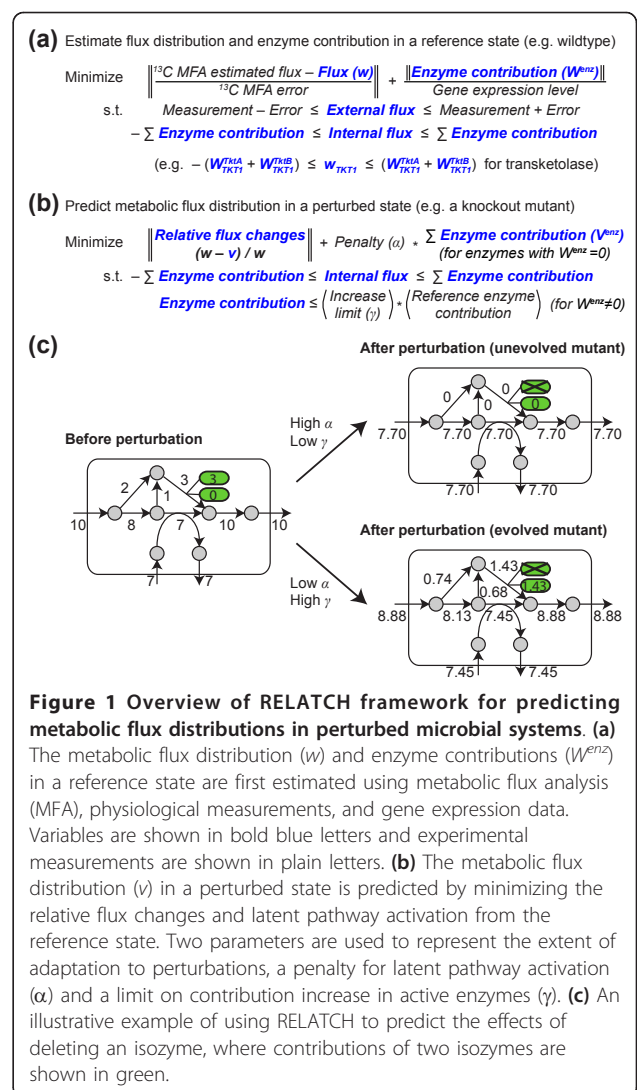 (a) Estimate flux distribution and enzyme contribution in a reference state (e.g. wildtype)
Minimize ‖ ¹³C MFA estimated flux – Flux (w) / ¹³C MFA error ‖ + ‖Enzyme contribution (Wᵉⁿᶻ)‖ / Gene expression level
s.t. Measurement – Error ≤ External flux ≤ Measurement + Error
– ∑ Enzyme contribution ≤ Internal flux ≤ ∑ Enzyme contribution
(e.g. – (W_TKT1^TktA + W_TKT1^TktB) ≤ w_TKT1 ≤ (W_TKT1^TktA + W_TKT1^TktB) for transketolase)
(b) Predict metabolic flux distribution in a perturbed state (e.g. a knockout mutant)
Minimize ‖ Relative flux changes (w – v) / w ‖ + Penalty (α) * ∑ Enzyme contribution (Vᵉⁿᶻ) (for enzymes with Wᵉⁿᶻ =0)
s.t. – ∑ Enzyme contribution ≤ Internal flux ≤ ∑ Enzyme contribution
Enzyme contribution ≤ (Increase limit (γ)) * (Reference enzyme contribution) (for Wᵉⁿᶻ≠0)
(c)
Before perturbation
2
3
3
0
1
10
8
7
10
10
7
7
High α
Low γ
Low α
High γ
After perturbation (unevolved mutant)
0
0
0
0
7.70
7.70
7.70
7.70
7.70
7.70
7.70
After perturbation (evolved mutant)
0.74
1.43
1.43
0.68
8.88
8.13
7.45
8.88
8.88
7.45
7.45
Figure 1 Overview of RELATCH framework for predicting
metabolic flux distributions in perturbed microbial systems. (a)
The metabolic flux distribution (w) and enzyme contributions (Wᵉⁿᶻ)
in a reference state are first estimated using metabolic flux analysis
(MFA), physiological measurements, and gene expression data.
Variables are shown in bold blue letters and experimental
measurements are shown in plain letters. (b) The metabolic flux
distribution (v) in a perturbed state is predicted by minimizing the
relative flux changes and latent pathway activation from the
reference state. Two parameters are used to represent the extent of
adaptation to perturbations, a penalty for latent pathway activation
(α) and a limit on contribution increase in active enzymes (γ). (c) An
illustrative example of using RELATCH to predict the effects of
deleting an isozyme, where contributions of two isozymes are
shown in green.